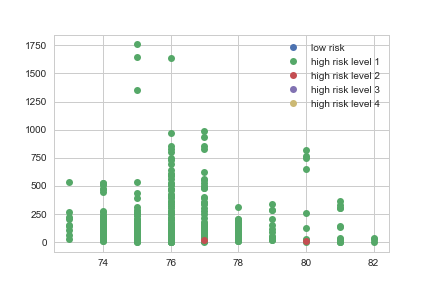 1750
1500
1250
1000
750
500
250
0
74
76
78
80
82
low risk
high risk level 1
high risk level 2
high risk level 3
high risk level 4